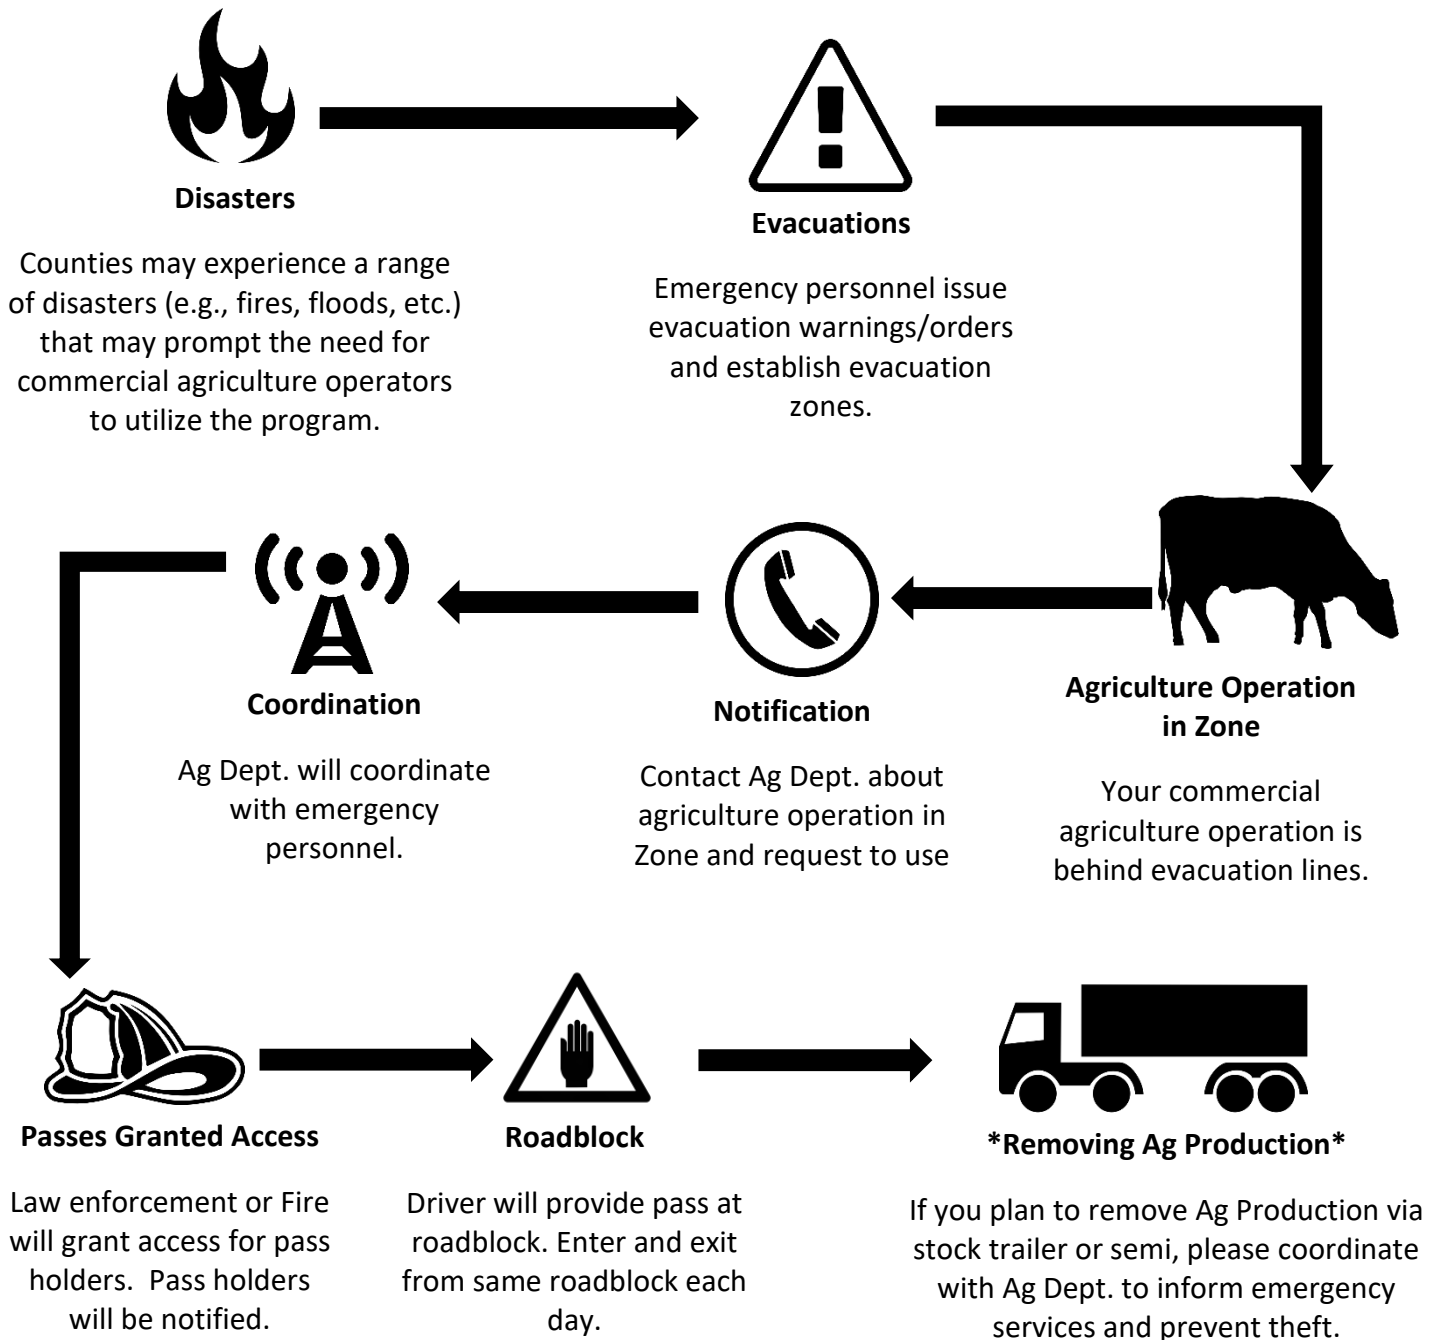 Disasters
Counties may experience a range
of disasters (e.g., fires, floods, etc.)
that may prompt the need for
commercial agriculture operators
to utilize the program.
Evacuations
Emergency personnel issue
evacuation warnings/orders
and establish evacuation
zones.
Agriculture Operation
in Zone
Your commercial
agriculture operation is
behind evacuation lines.
Notification
Contact Ag Dept. about
agriculture operation in
Zone and request to use
Coordination
Ag Dept. will coordinate
with emergency
personnel.
Passes Granted Access
Law enforcement or Fire
will grant access for pass
holders.  Pass holders
will be notified.
Roadblock
Driver will provide pass at
roadblock. Enter and exit
from same roadblock each
day.
*Removing Ag Production*
If you plan to remove Ag Production via
stock trailer or semi, please coordinate
with Ag Dept. to inform emergency
services and prevent theft.